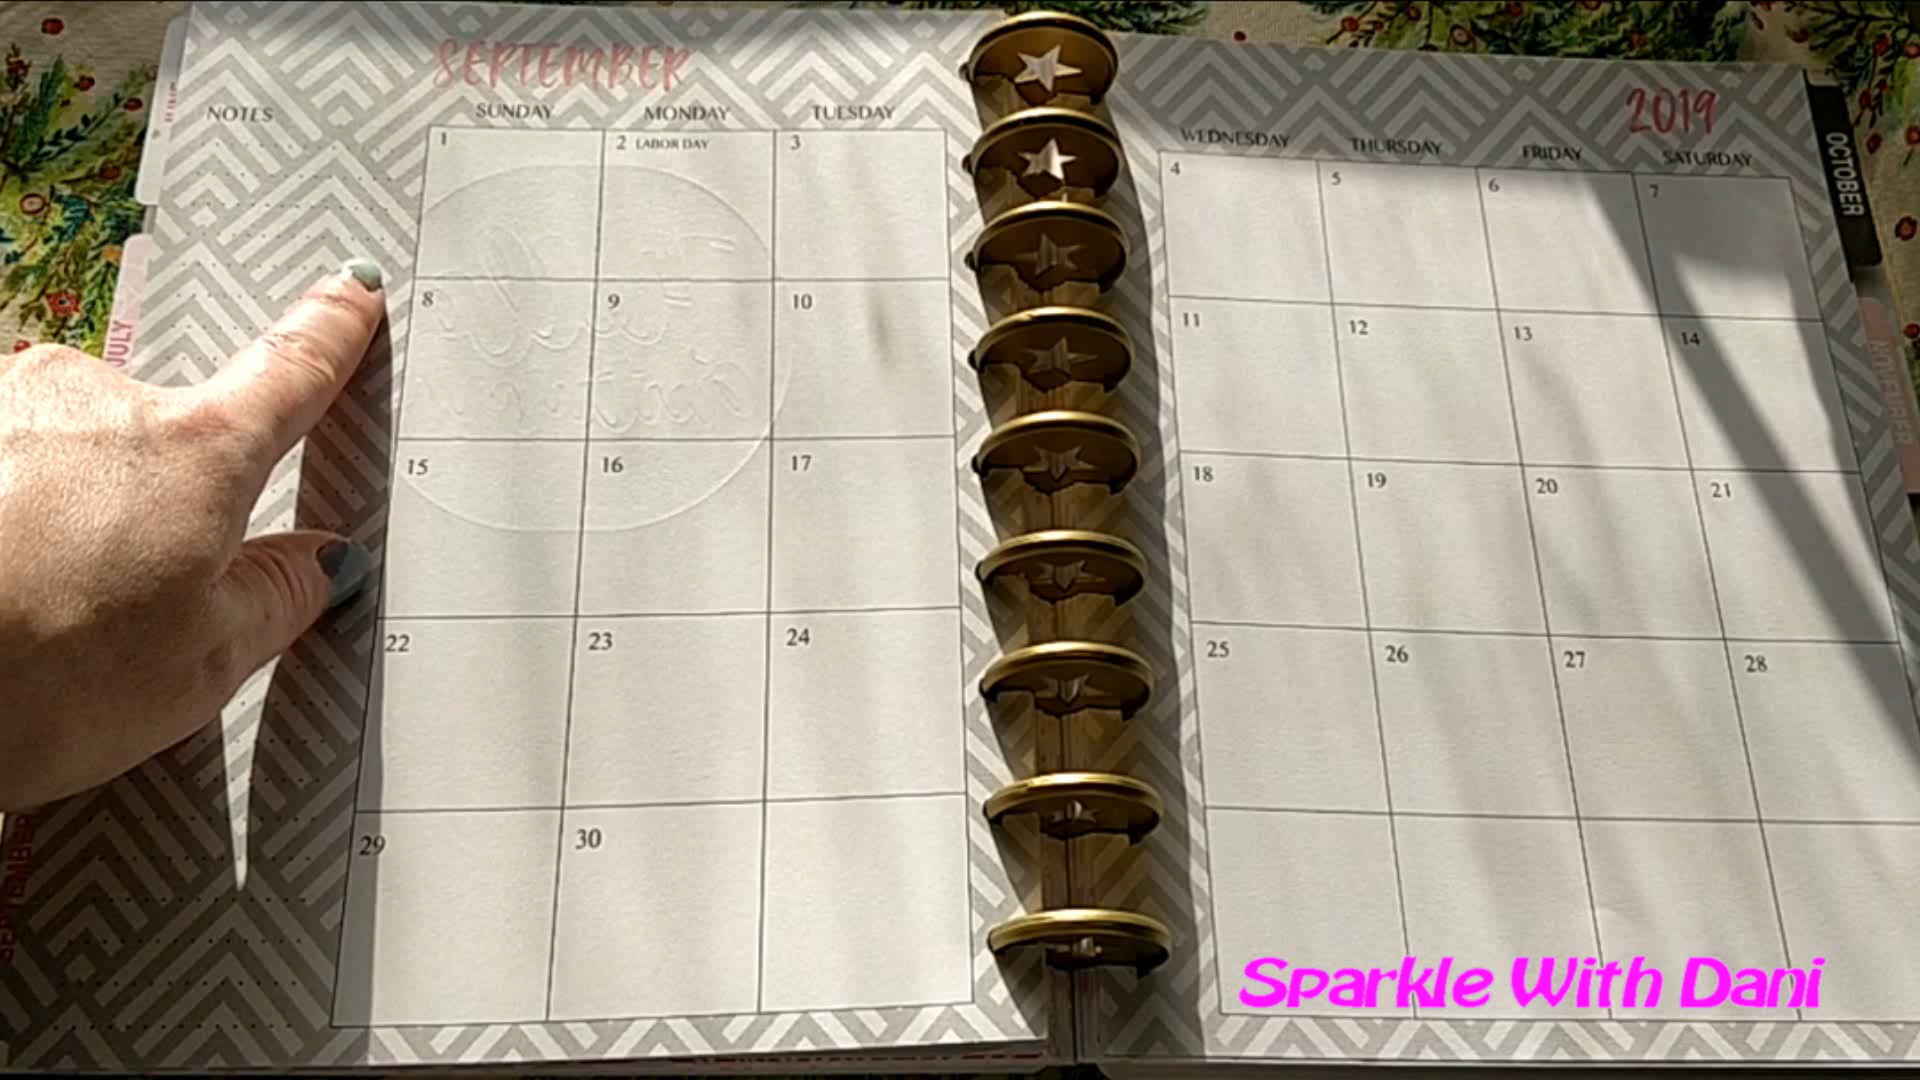 SEPTEMBER
2019
NOTES
SUNDAY MONDAY TUESDAY WEDNESDAY THURSDAY FRIDAY SATURDAY
1 2 LABOR DAY 3 4 5 6 7
8 9 10 11 12 13 14
15 16 17 18 19 20 21
22 23 24 25 26 27 28
29 30
JULY
SEPTEMBER
OCTOBER
NOVEMBER
Sparkle With Dani